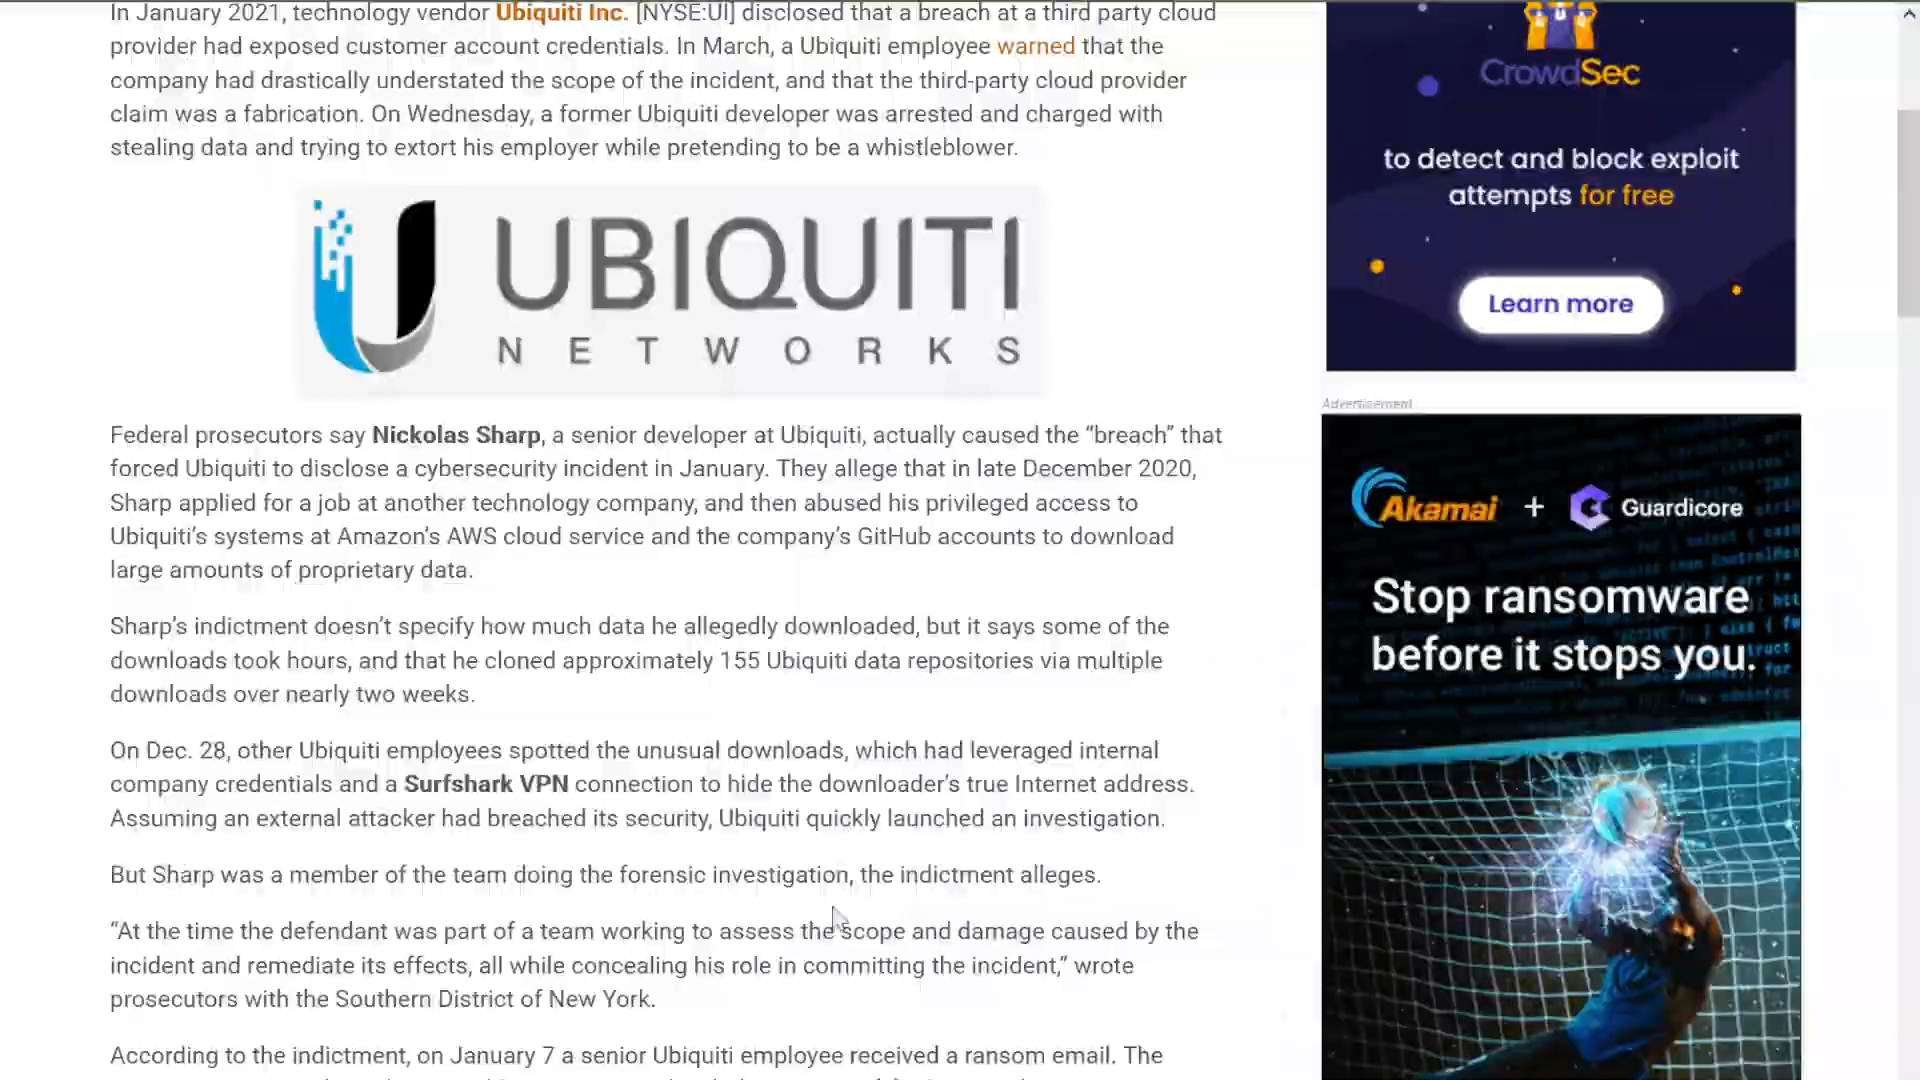 In January 2021, technology vendor Ubiquiti Inc. [NYSE:UI] disclosed that a breach at a third party cloud
provider had exposed customer account credentials. In March, a Ubiquiti employee warned that the
company had drastically understated the scope of the incident, and that the third-party cloud provider
claim was a fabrication. On Wednesday, a former Ubiquiti developer was arrested and charged with
stealing data and trying to extort his employer while pretending to be a whistleblower.
UBIQUITI
NETWORKS
Federal prosecutors say Nickolas Sharp, a senior developer at Ubiquiti, actually caused the “breach” that
forced Ubiquiti to disclose a cybersecurity incident in January. They allege that in late December 2020,
Sharp applied for a job at another technology company, and then abused his privileged access to
Ubiquiti’s systems at Amazon’s AWS cloud service and the company’s GitHub accounts to download
large amounts of proprietary data.
Sharp’s indictment doesn’t specify how much data he allegedly downloaded, but it says some of the
downloads took hours, and that he cloned approximately 155 Ubiquiti data repositories via multiple
downloads over nearly two weeks.
On Dec. 28, other Ubiquiti employees spotted the unusual downloads, which had leveraged internal
company credentials and a Surfshark VPN connection to hide the downloader’s true Internet address.
Assuming an external attacker had breached its security, Ubiquiti quickly launched an investigation.
But Sharp was a member of the team doing the forensic investigation, the indictment alleges.
“At the time the defendant was part of a team working to assess the scope and damage caused by the
incident and remediate its effects, all while concealing his role in committing the incident,” wrote
prosecutors with the Southern District of New York.
According to the indictment, on January 7 a senior Ubiquiti employee received a ransom email. The
CrowdSec
to detect and block exploit
attempts for free
Learn more
Advertisement
Akamai + Guardicore
Stop ransomware
before it stops you.